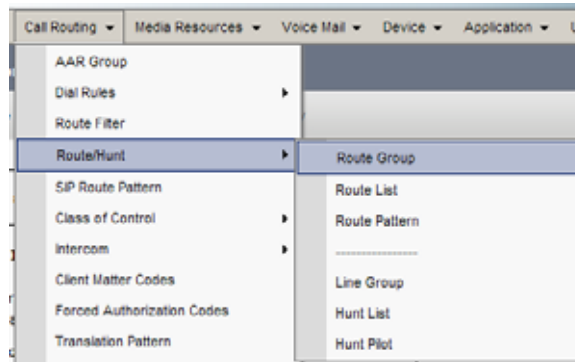 Call Routing Media Resources Voice Mail Device Application
AAR Group
Dial Rules
Route Filter
Route/Hunt
SIP Route Pattern
Class of Control
Intercom
Client Matter Codes
Forced Authorization Codes
Translation Pattern
Route Group
Route List
Route Pattern
----------------
Line Group
Hunt List
Hunt Pilot